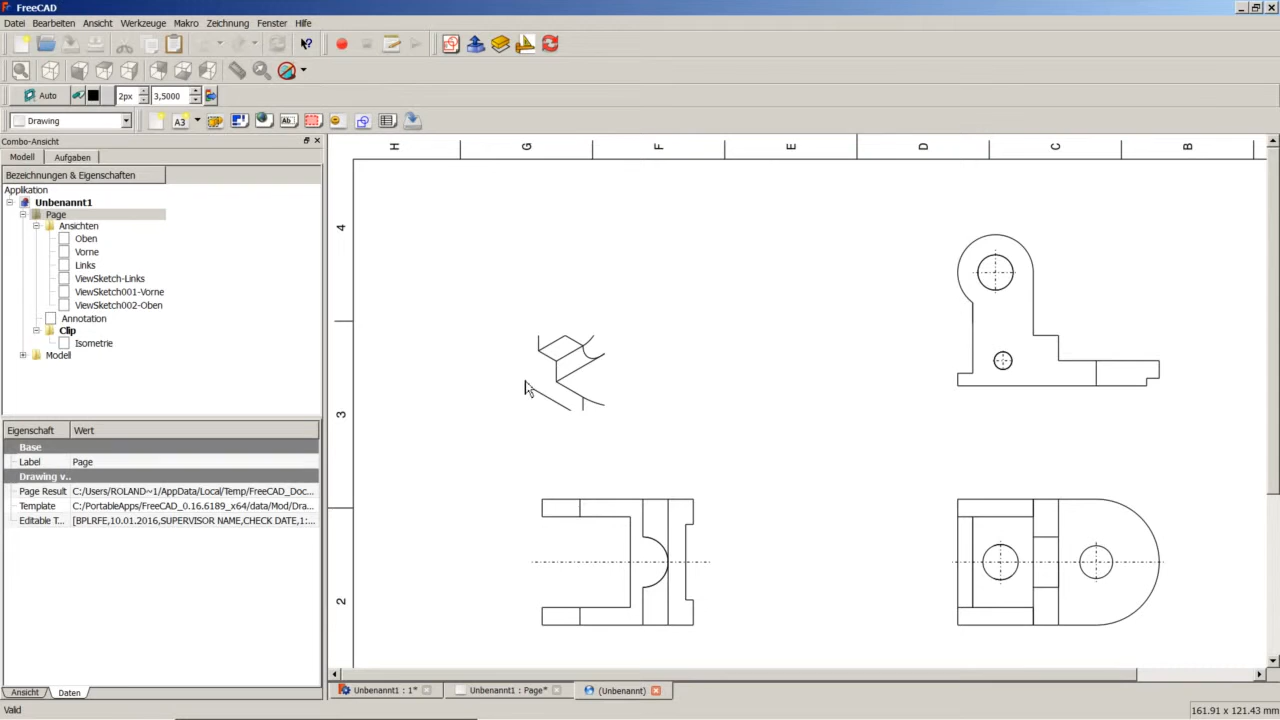 FreeCAD
Datei Bearbeiten Ansicht Werkzeuge Makro Zeichnung Fenster Hilfe
Auto 2px 3,5000
Drawing A3 Ab
Combo-Ansicht
Modell Aufgaben
Bezeichnungen & Eigenschaften
Applikation
Unbenannt1
Page
Ansichten
Oben
Vorne
Links
ViewSketch-Links
ViewSketch001-Vorne
ViewSketch002-Oben
Annotation
Clip
Isometrie
Modell
Eigenschaft Wert
Base
Label Page
Drawing v..
Page Result C:/Users/ROLAND~1/AppData/Local/Temp/FreeCAD_Doc...
Template C:/PortableApps/FreeCAD_0.16.6189_x64/data/Mod/Dra...
Editable T... [BPLRFE,10.01.2016,SUPERVISOR NAME,CHECK DATE,1:...
Ansicht Daten
H G F E D C B
4
3
2
Unbenannt1 : 1* Unbenannt1 : Page* (Unbenannt)
Valid 161.91 x 121.43 mm